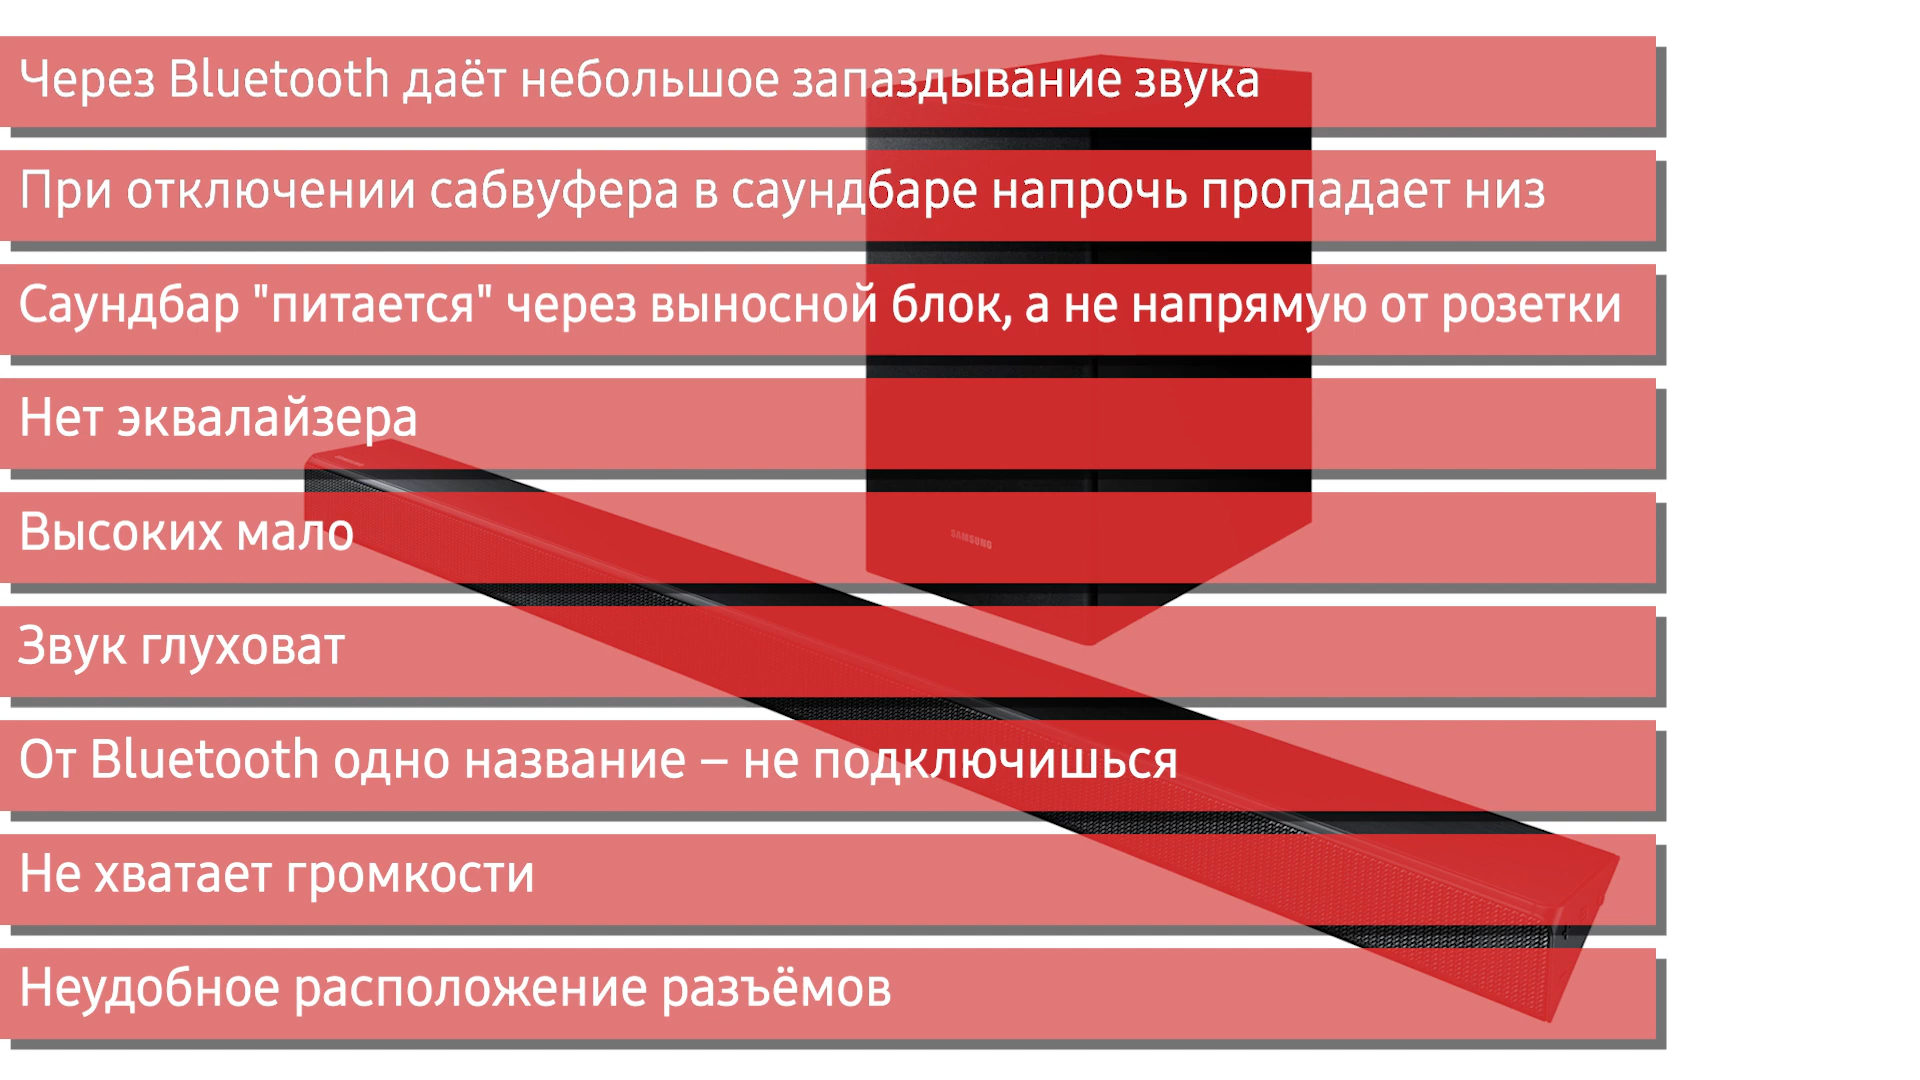 Через Bluetooth даёт небольшое запаздывание звука
При отключении сабвуфера в саундбаре напрочь пропадает низ
Саундбар "питается" через выносной блок, а не напрямую от розетки
Нет эквалайзера
Высоких мало
SAMSUNG
Звук глуховат
От Bluetooth одно название – не подключишься
Не хватает громкости
Неудобное расположение разъёмов